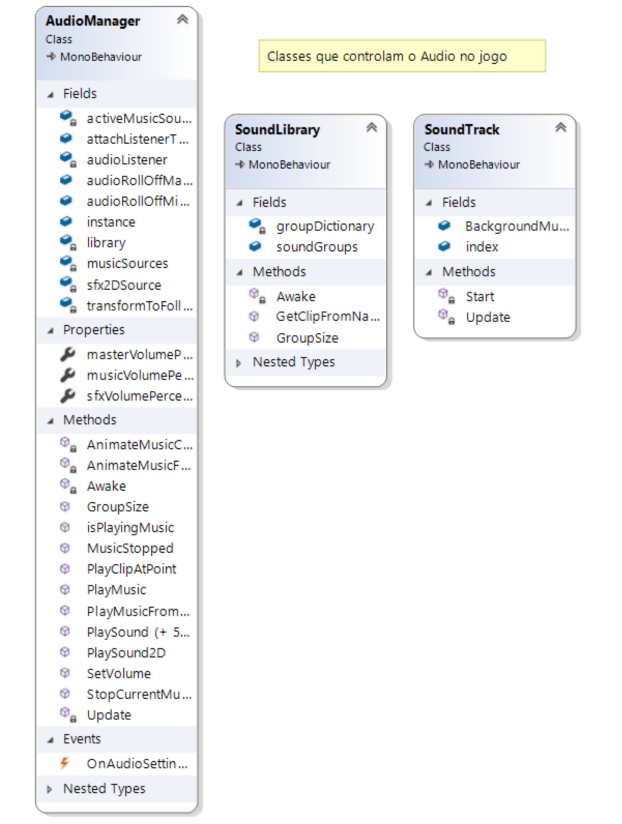 AudioManager
Class
MonoBehaviour
Fields
activeMusicSou...
attachListenerT...
audioListener
audioRollOffMa...
audioRollOffMi...
instance
library
musicSources
sfx2DSource
transformToFoll...
Properties
masterVolumeP...
musicVolumePe...
sfxVolumePerce...
Methods
AnimateMusicC...
AnimateMusicF...
Awake
GroupSize
isPlayingMusic
MusicStopped
PlayClipAtPoint
PlayMusic
PlayMusicFrom...
PlaySound (+ 5...
PlaySound2D
SetVolume
StopCurrentMu...
Update
Events
OnAudioSettin...
Nested Types
Classes que controlam o Audio no jogo
SoundLibrary
Class
MonoBehaviour
Fields
groupDictionary
soundGroups
Methods
Awake
GetClipFromNa...
GroupSize
Nested Types
SoundTrack
Class
MonoBehaviour
Fields
BackgroundMu...
index
Methods
Start
Update